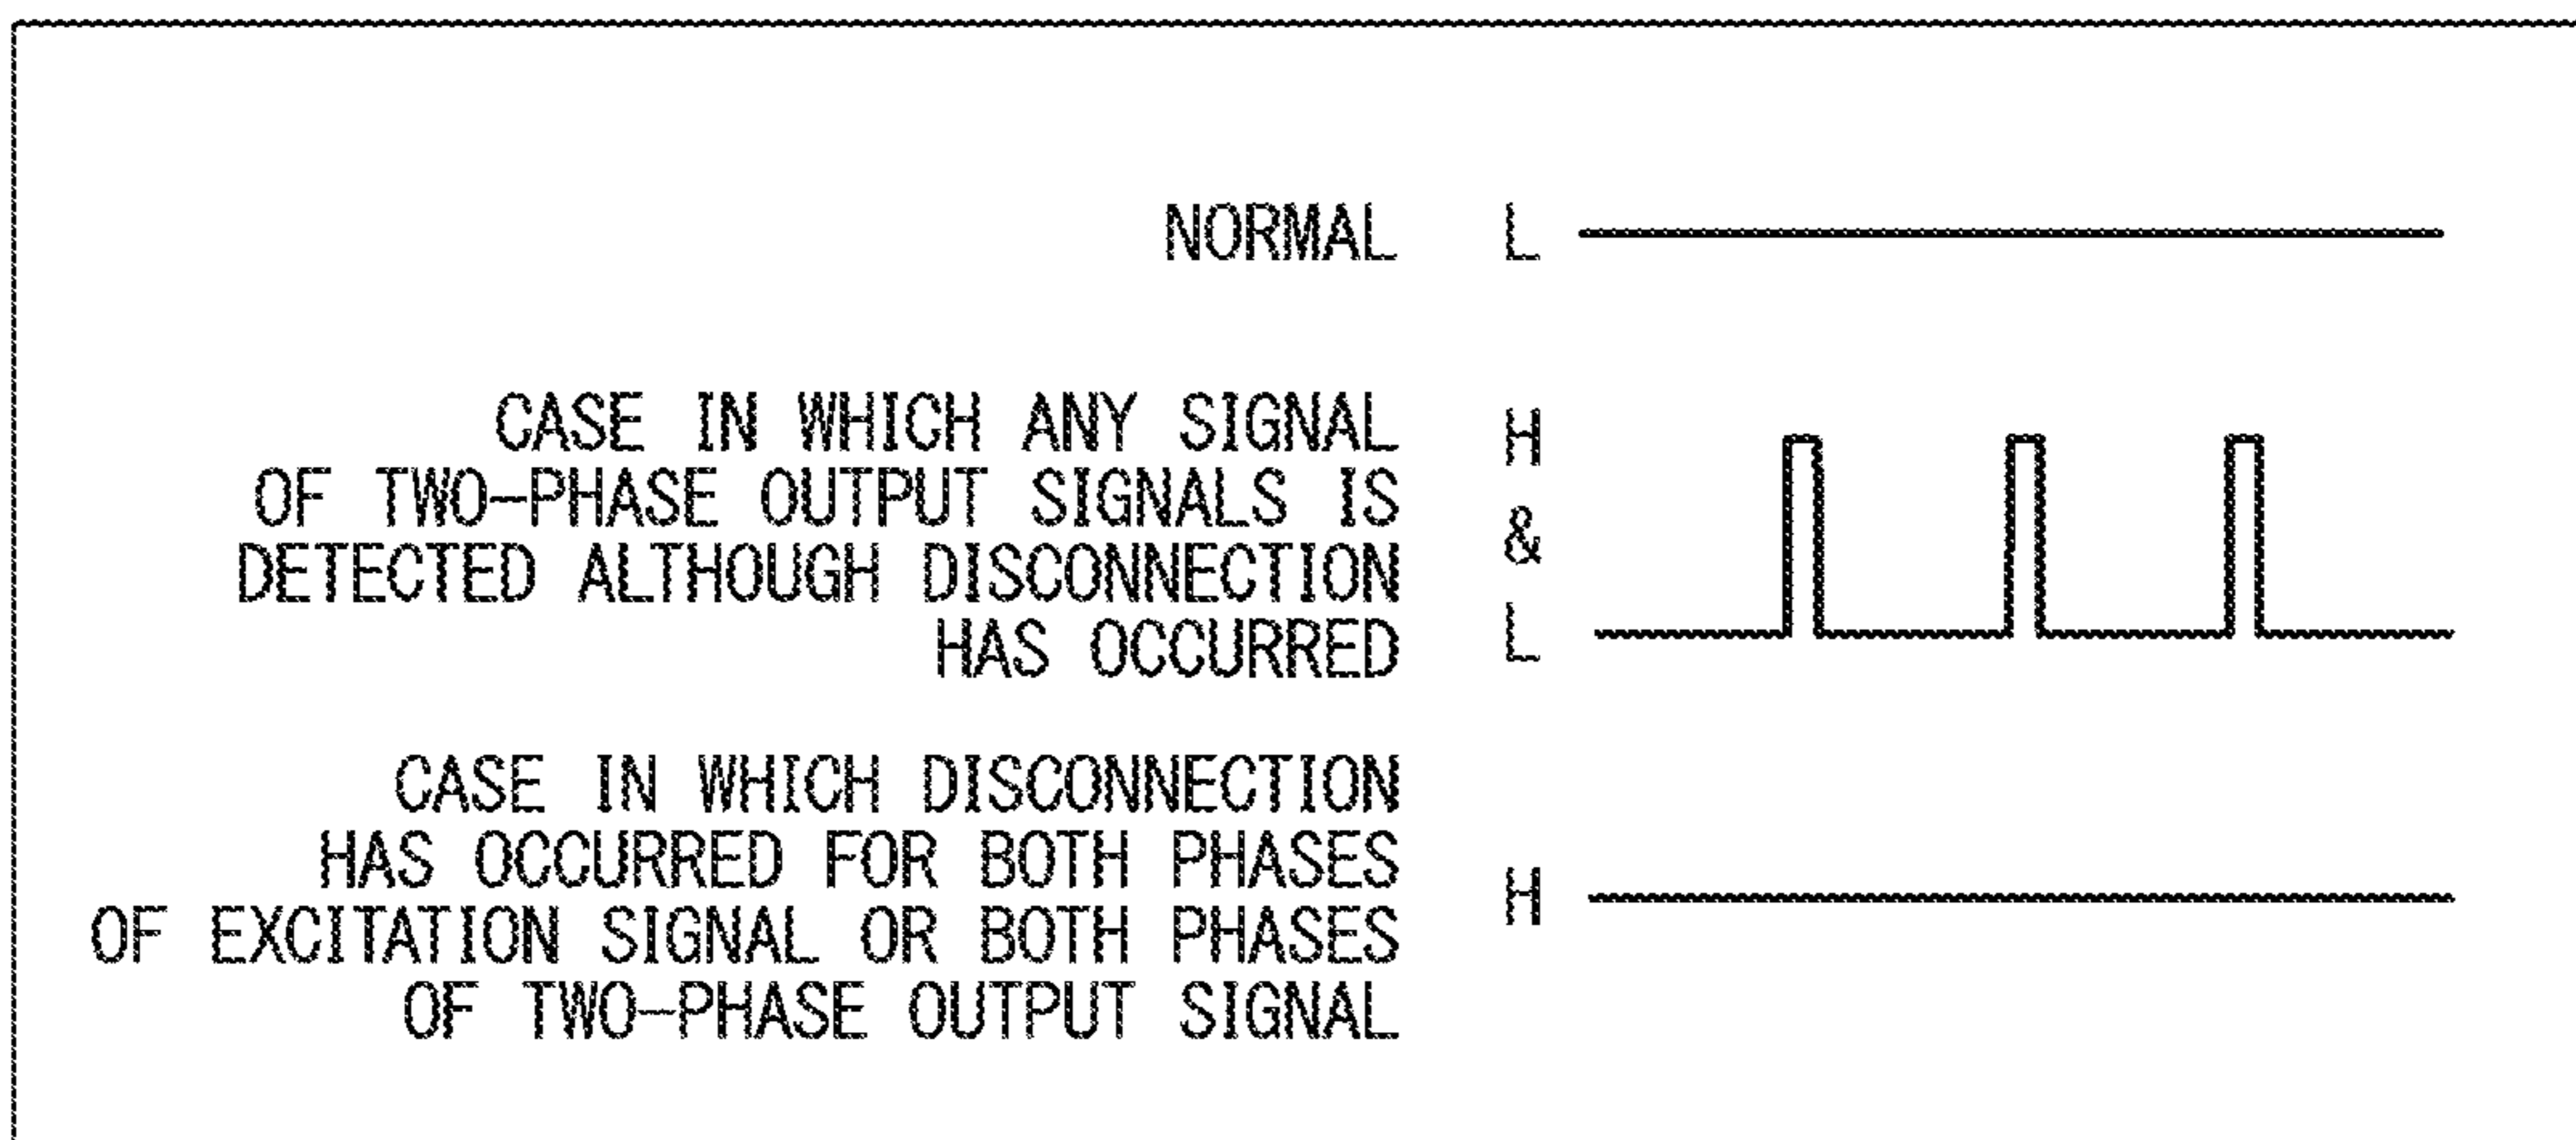 NORMAL L
CASE IN WHICH ANY SIGNAL H
OF TWO-PHASE OUTPUT SIGNALS IS
&
DETECTED ALTHOUGH DISCONNECTION
HAS OCCURRED L
CASE IN WHICH DISCONNECTION
HAS OCCURRED FOR BOTH PHASES
H
OF EXCITATION SIGNAL OR BOTH PHASES
OF TWO-PHASE OUTPUT SIGNAL